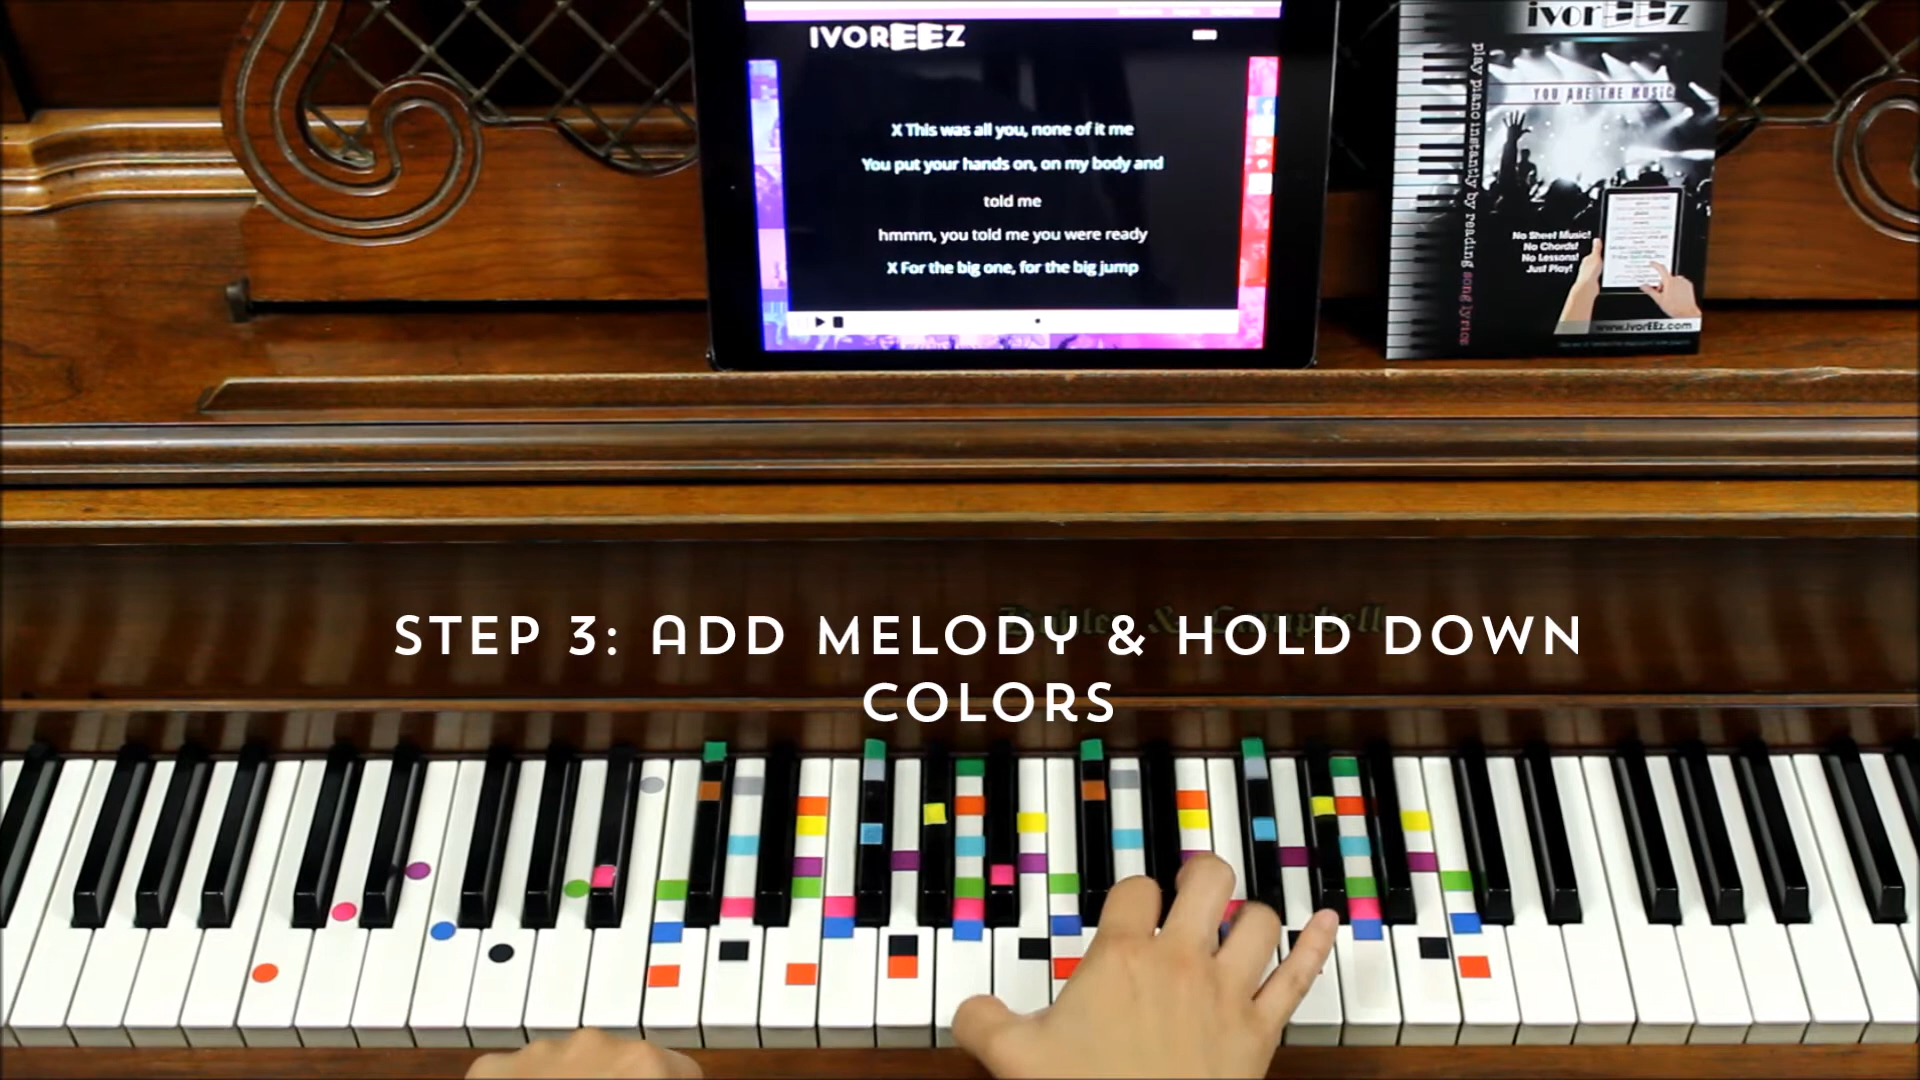 IVOREEZ
X This was all you, none of it me
You put your hands on, on my body and
told me
hmmm, you told me you were ready
X For the big one, for the big jump
ivorEEz
YOU ARE THE MUSIC
play piano instantly by reading song lyrics
No Sheet Music!
No Chords!
No Lessons!
Just Play!
www.ivorEEz.com
STEP 3: ADD MELODY & HOLD DOWN
COLORS